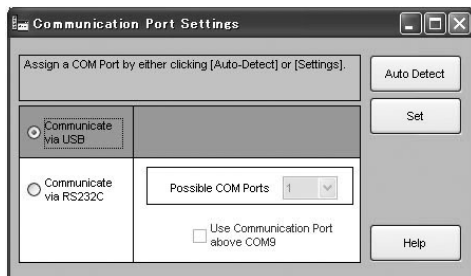 Communication Port Settings
Assign a COM Port by either clicking [Auto-Detect] or [Settings].
Auto Detect
Set
Communicate
via USB
Communicate
via RS232C
Possible COM Ports 1
Use Communication Port
above COM9
Help